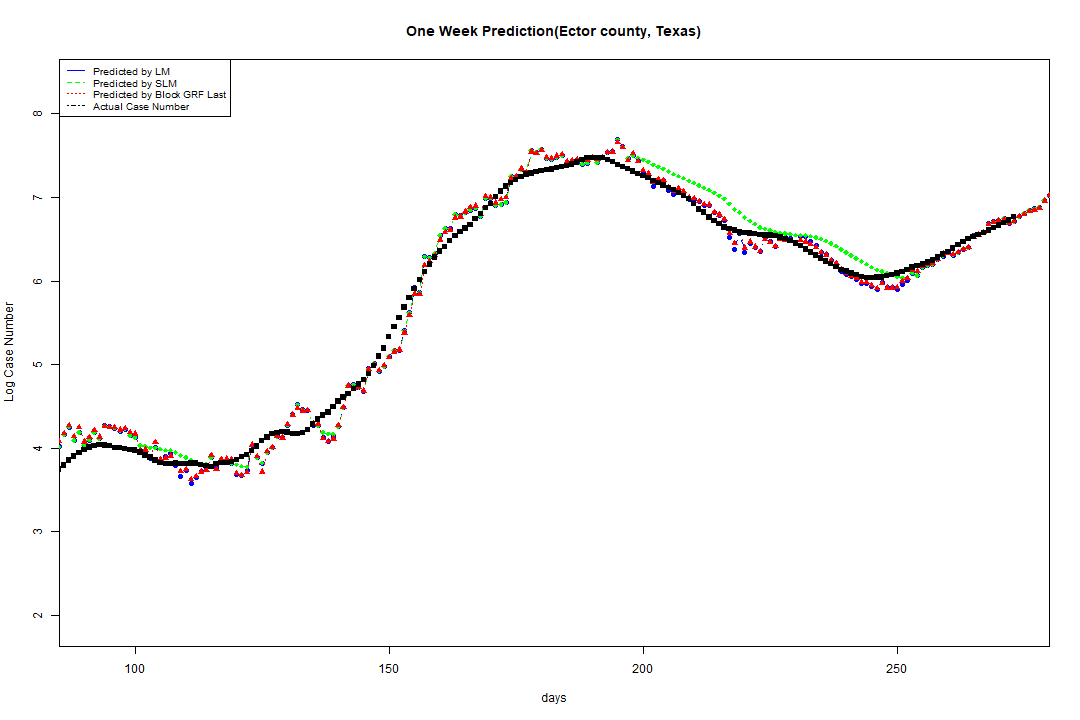 One Week Prediction(Ector county, Texas)
Predicted by LM
Predicted by SLM
Predicted by Block GRF Last
Actual Case Number
8
7
6
5
4
3
2
Log Case Number
100 150 200 250
days